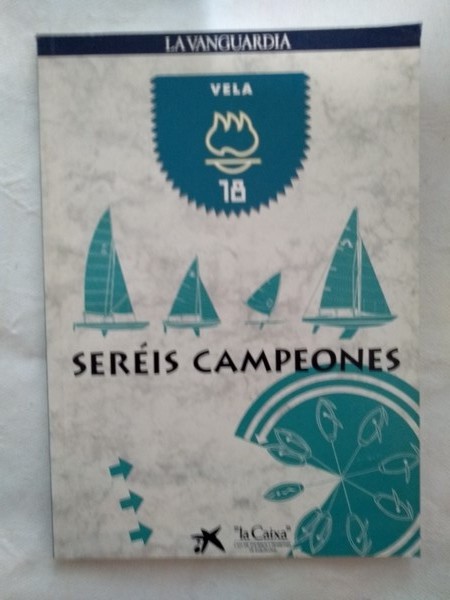 LA VANGUARDIA
VELA
18
SERÉIS CAMPEONES
"la Caixa"